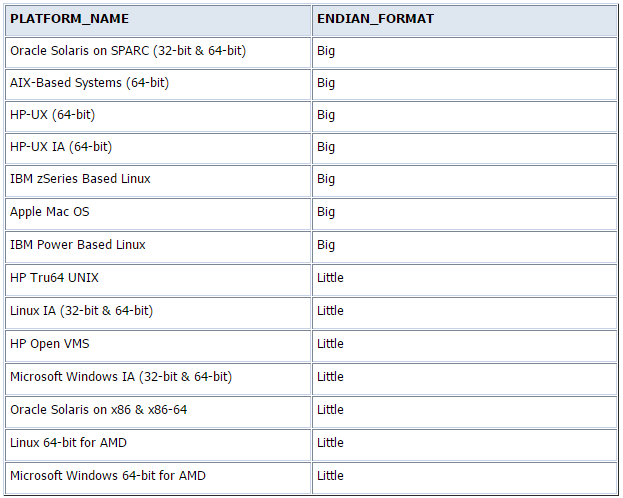 PLATFORM_NAME ENDIAN_FORMAT
Oracle Solaris on SPARC (32-bit & 64-bit) Big
AIX-Based Systems (64-bit) Big
HP-UX (64-bit) Big
HP-UX IA (64-bit) Big
IBM zSeries Based Linux Big
Apple Mac OS Big
IBM Power Based Linux Big
HP Tru64 UNIX Little
Linux IA (32-bit & 64-bit) Little
HP Open VMS Little
Microsoft Windows IA (32-bit & 64-bit) Little
Oracle Solaris on x86 & x86-64 Little
Linux 64-bit for AMD Little
Microsoft Windows 64-bit for AMD Little